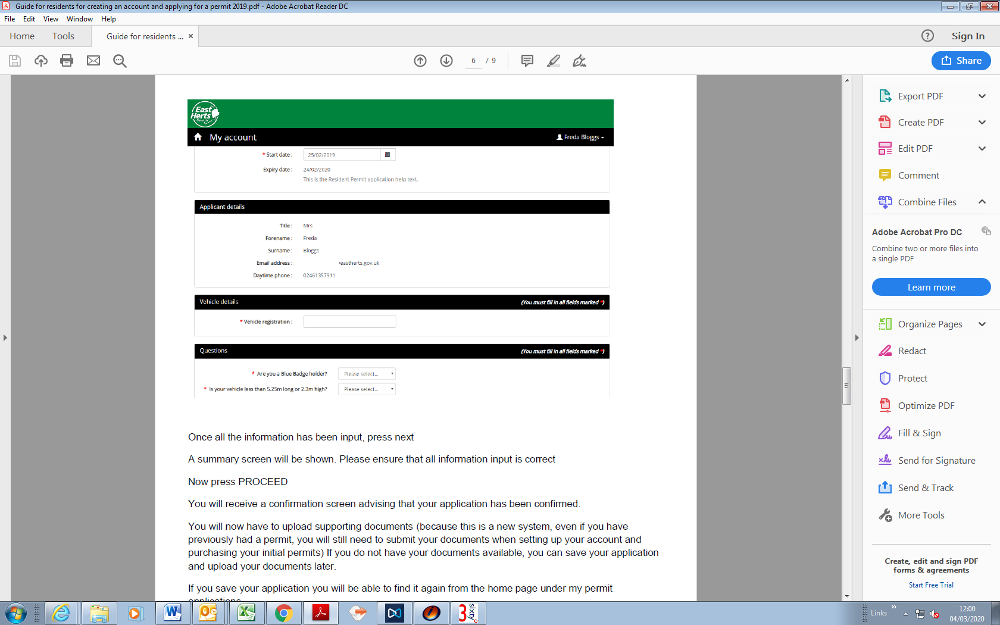 Guide for residents for creating an account and applying for a permit 2019.pdf - Adobe Acrobat Reader DC
File Edit View Window Help
Home Tools Guide for residents ... × Sign In
6 / 9
Share
East Herts Council
My account Freda Bloggs
* Start date : 25/02/2019
Expiry date : 24/02/2020
This is the Resident Permit application help text.
Applicant details
Title : Mrs
Forename : Freda
Surname : Bloggs
Email address : eastherts.gov.uk
Daytime phone : 02461357911
Vehicle details (You must fill in all fields marked *)
* Vehicle registration :
Questions (You must fill in all fields marked *)
* Are you a Blue Badge holder? Please select...
* Is your vehicle less than 5.25m long or 2.3m high? Please select...
Once all the information has been input, press next
A summary screen will be shown. Please ensure that all information input is correct
Now press PROCEED
You will receive a confirmation screen advising that your application has been confirmed.
You will now have to upload supporting documents (because this is a new system, even if you have
previously had a permit, you will still need to submit your documents when setting up your account and
purchasing your initial permits) If you do not have your documents available, you can save your application
and upload your documents later.
If you save your application you will be able to find it again from the home page under my permit
applications
Export PDF
Create PDF
Edit PDF
Comment
Combine Files
Adobe Acrobat Pro DC
Combine two or more files into
a single PDF
Learn more
Organize Pages
Redact
Protect
Optimize PDF
Fill & Sign
Send for Signature
Send & Track
More Tools
Create, edit and sign PDF
forms & agreements
Start Free Trial
3 sixty
Links »
12:00
04/03/2020